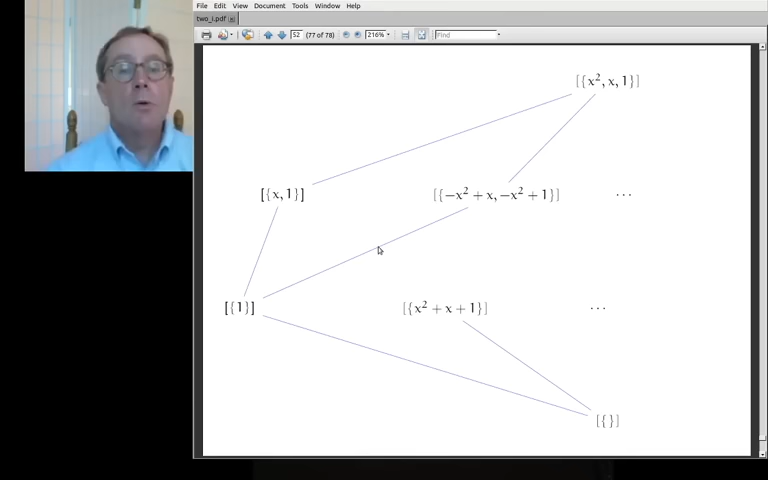 File Edit View Document Tools Window Help
two_i.pdf
52 (77 of 78) 216% Find
[{x², x, 1}]
[{x, 1}] [{−x² + x, −x² + 1}] ···
[{1}] [{x² + x + 1}] ···
[{ }]